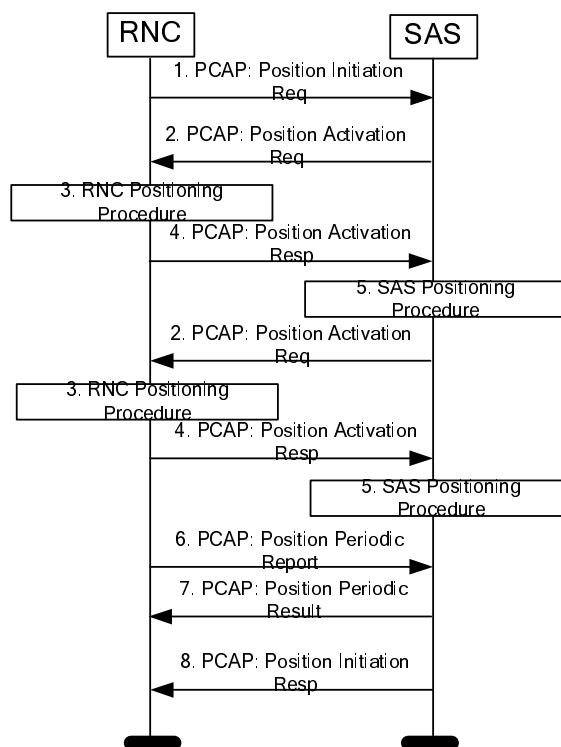 RNC
SAS
1. PCAP: Position Initiation
Req
2. PCAP: Position Activation
Req
3. RNC Positioning
Procedure
4. PCAP: Position Activation
Resp
5. SAS Positioning
Procedure
2. PCAP: Position Activation
Req
3. RNC Positioning
Procedure
4. PCAP: Position Activation
Resp
5. SAS Positioning
Procedure
6. PCAP: Position Periodic
Report
7. PCAP: Position Periodic
Result
8. PCAP: Position Initiation
Resp